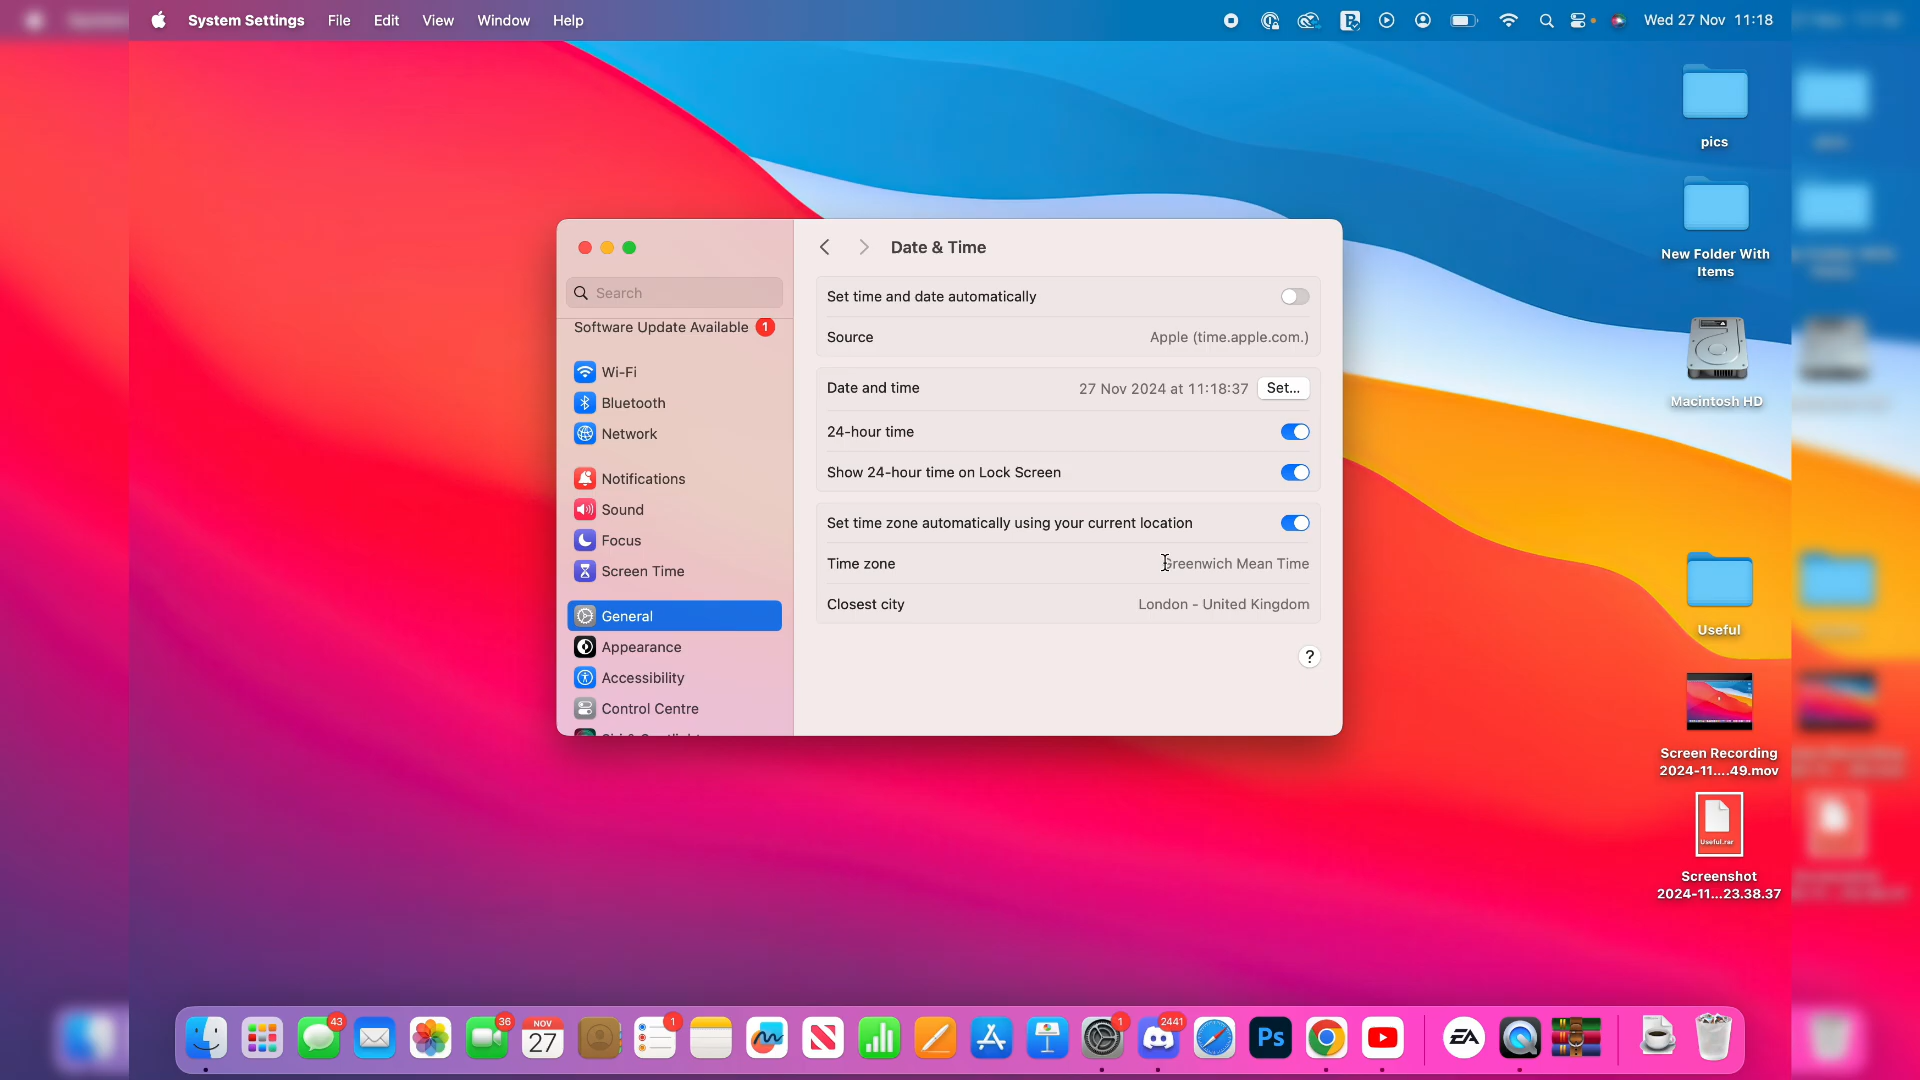 System Settings File Edit View Window Help Wed 27 Nov 11:18
pics
New Folder With
Items
Macintosh HD
Useful
Screen Recording
2024-11....49.mov
Useful.rar
Screenshot
2024-11...23.38.37
Search
Software Update Available 1
Wi-Fi
Bluetooth
Network
Notifications
Sound
Focus
Screen Time
General
Appearance
Accessibility
Control Centre
Date & Time
Set time and date automatically
Source Apple (time.apple.com.)
Date and time 27 Nov 2024 at 11:18:37 Set...
24-hour time
Show 24-hour time on Lock Screen
Set time zone automatically using your current location
Time zone Greenwich Mean Time
Closest city London - United Kingdom
?
43 36 NOV 27 1 1 2441 Ps EA